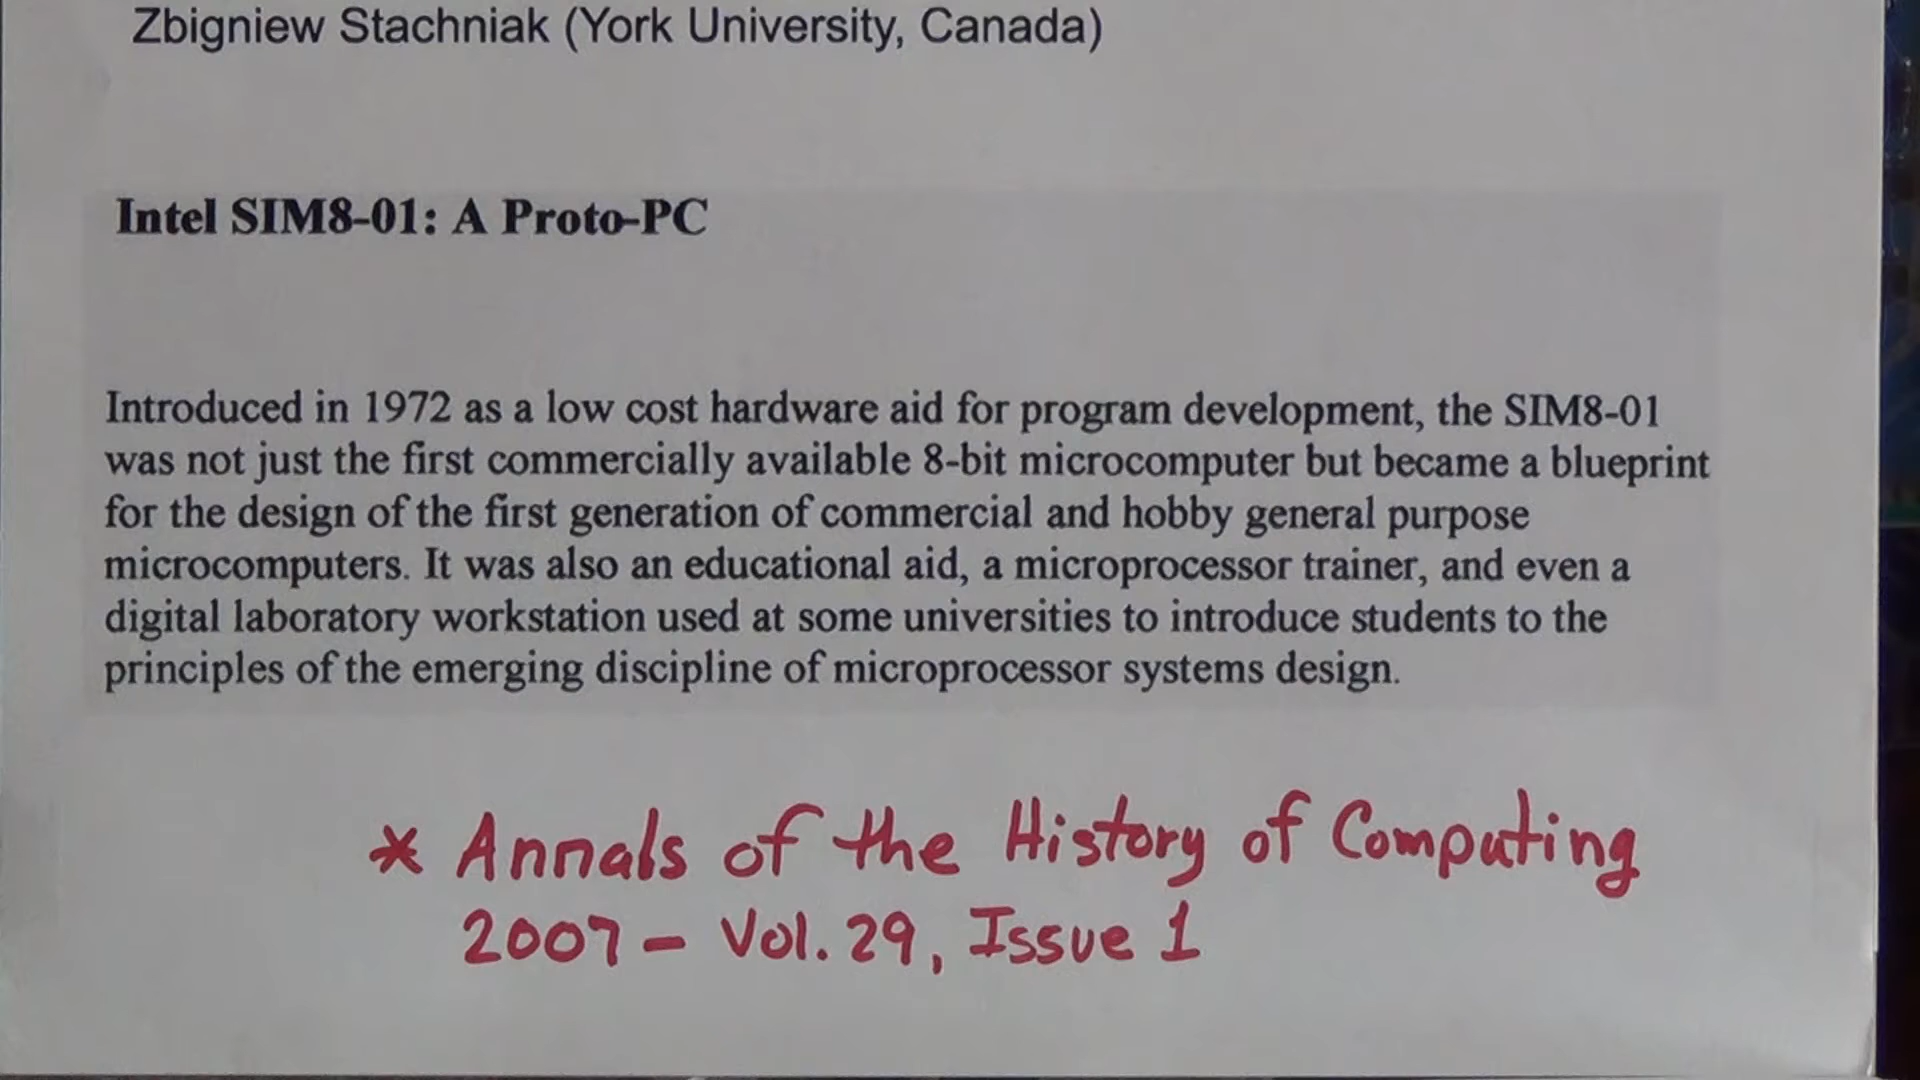 Zbigniew Stachniak (York University, Canada)
Intel SIM8-01: A Proto-PC
Introduced in 1972 as a low cost hardware aid for program development, the SIM8-01
was not just the first commercially available 8-bit microcomputer but became a blueprint
for the design of the first generation of commercial and hobby general purpose
microcomputers. It was also an educational aid, a microprocessor trainer, and even a
digital laboratory workstation used at some universities to introduce students to the
principles of the emerging discipline of microprocessor systems design.
* Annals of the History of Computing
2007 - Vol. 29, Issue 1